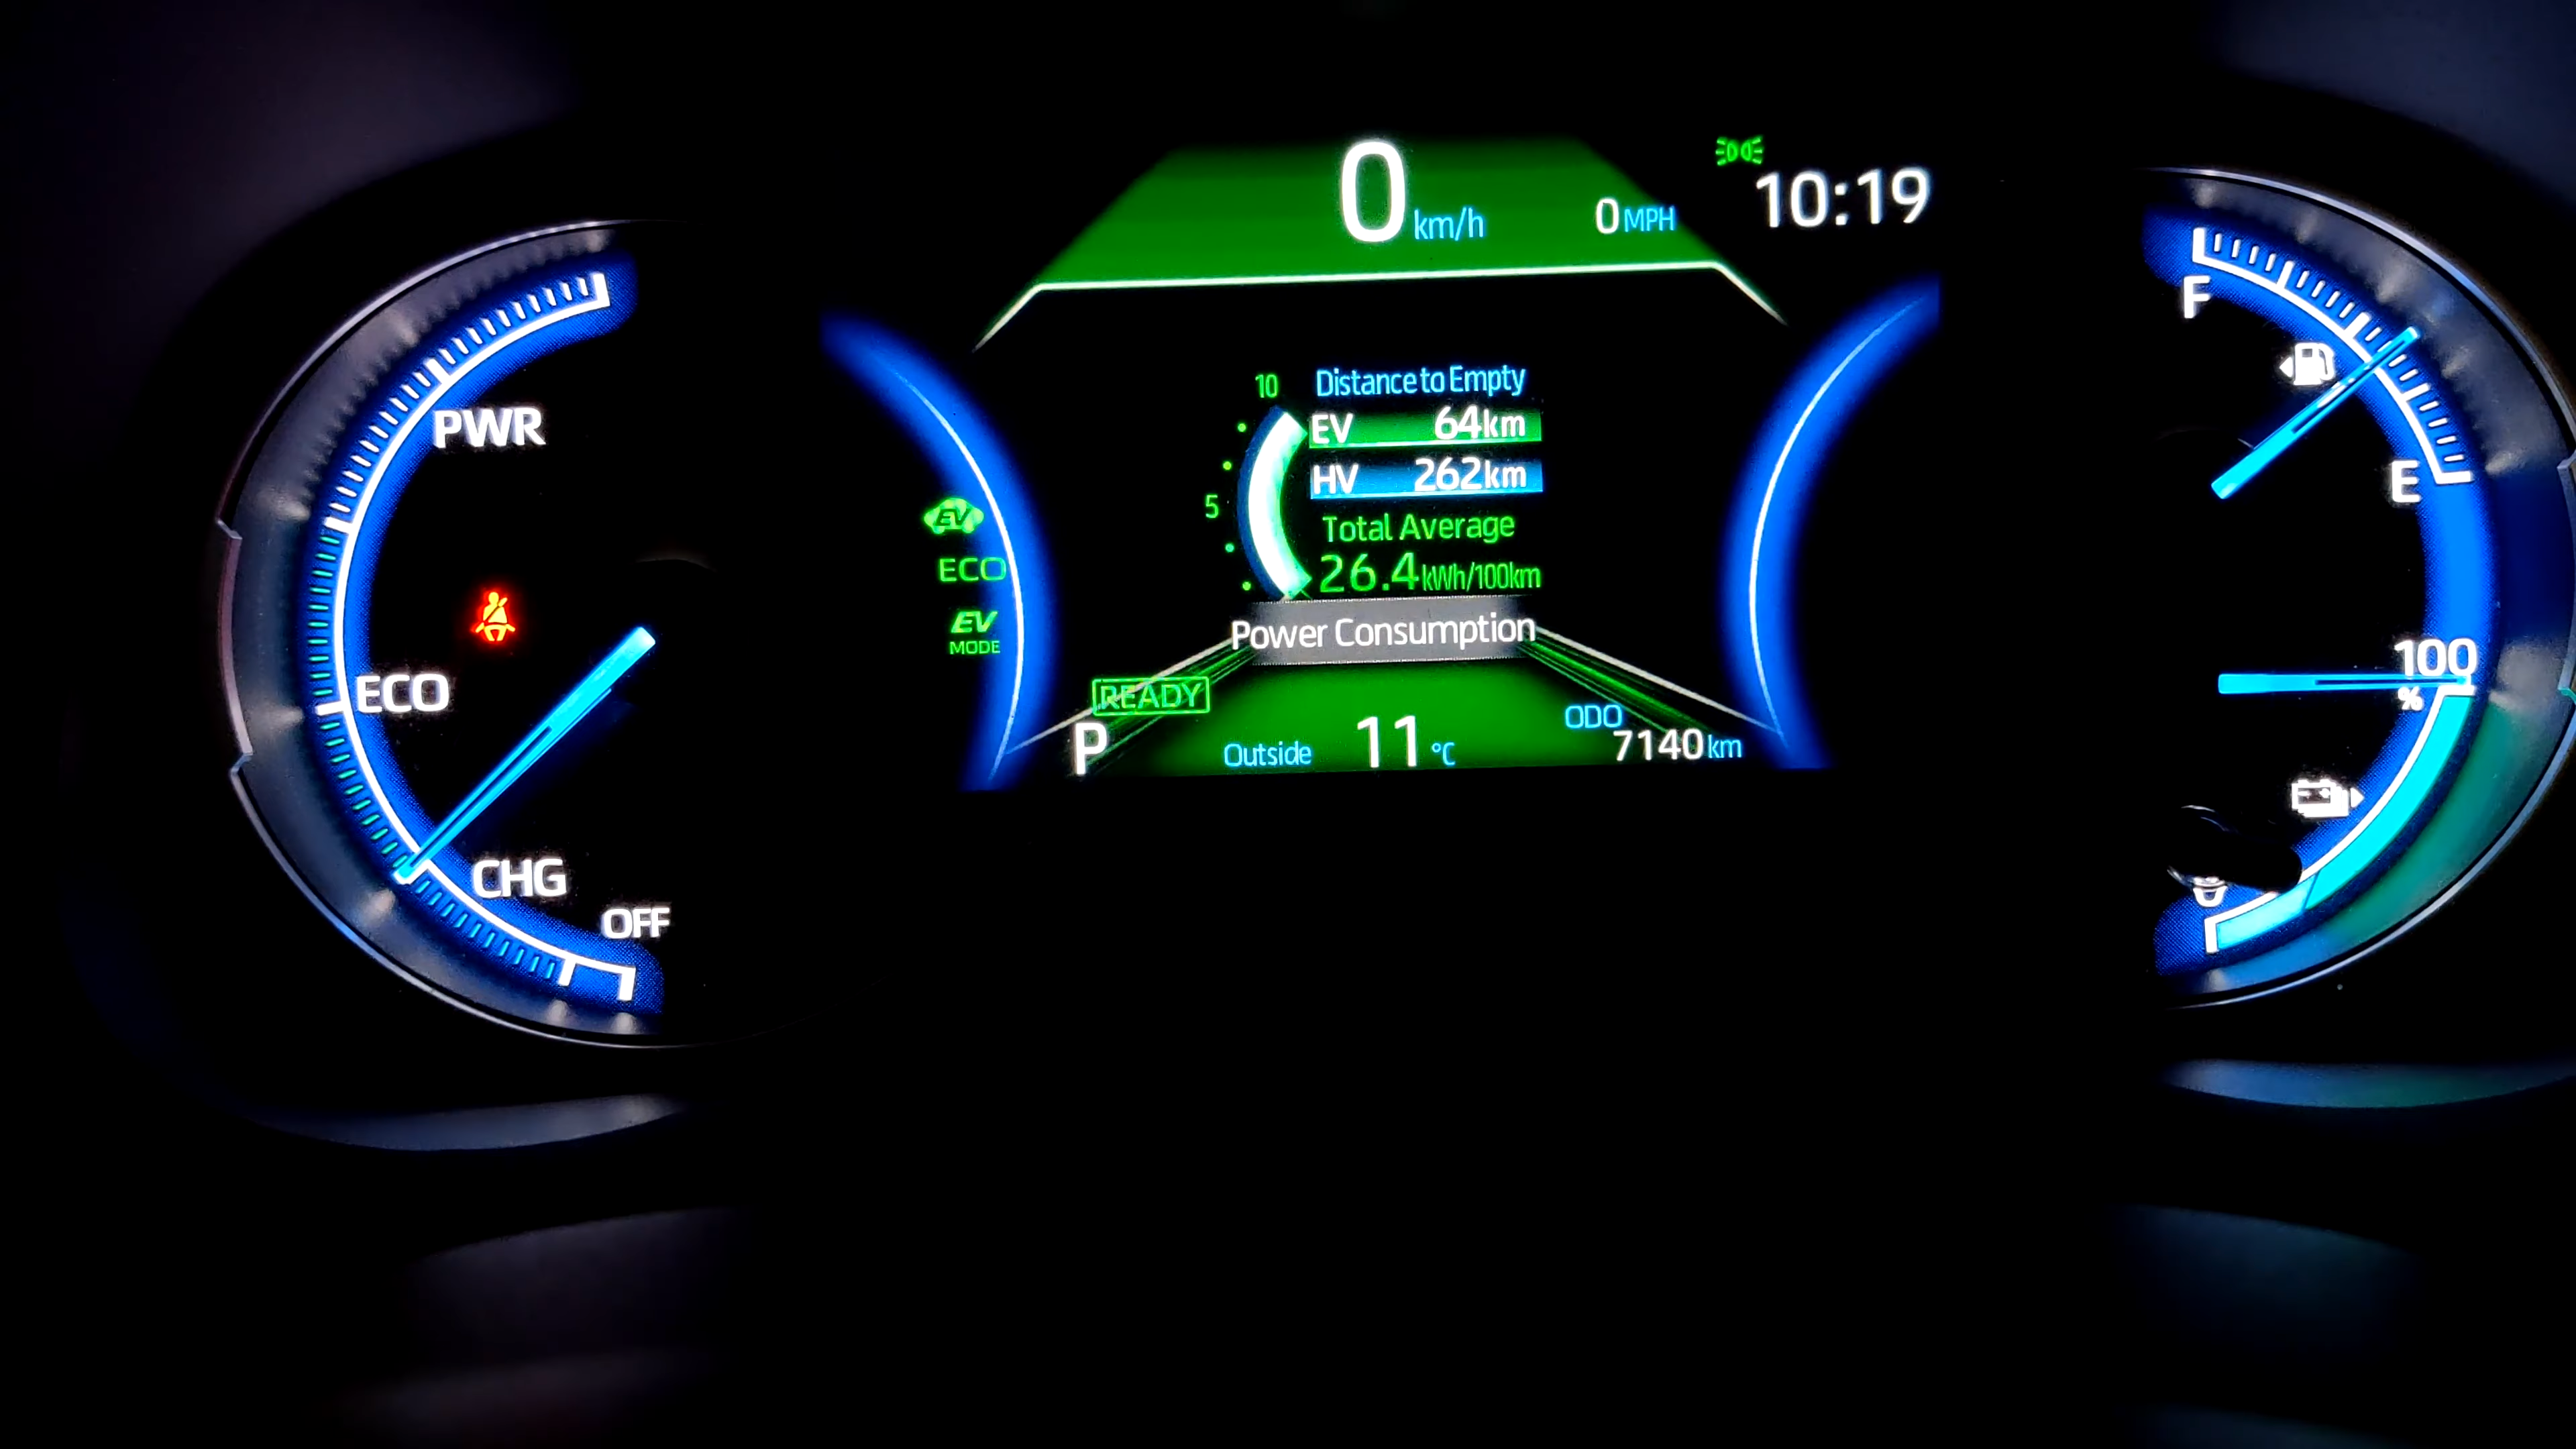 0 km/h
0 MPH
10:19
F
E
PWR
ECO
CHG
OFF
10
5
Distance to Empty
EV 64km
HV 262km
Total Average
26.4 kWh/100km
Power Consumption
EV
ECO
EV
MODE
READY
P
Outside 11 °C
ODO
7140 km
100
%